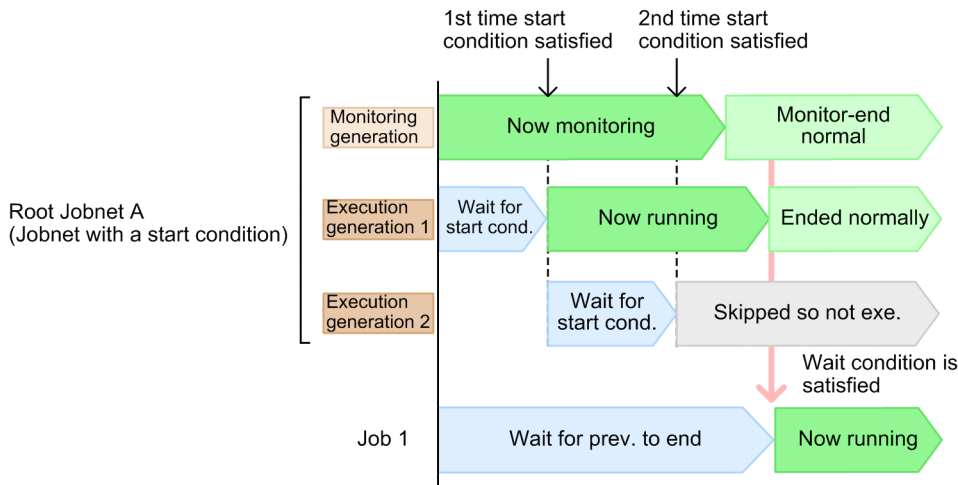 1st time start
condition satisfied
2nd time start
condition satisfied
Monitoring
generation
Now monitoring
Monitor-end
normal
Root Jobnet A
(Jobnet with a start condition)
Execution
generation 1
Wait for
start cond.
Now running
Ended normally
Execution
generation 2
Wait for
start cond.
Skipped so not exe.
Wait condition is
satisfied
Job 1
Wait for prev. to end
Now running